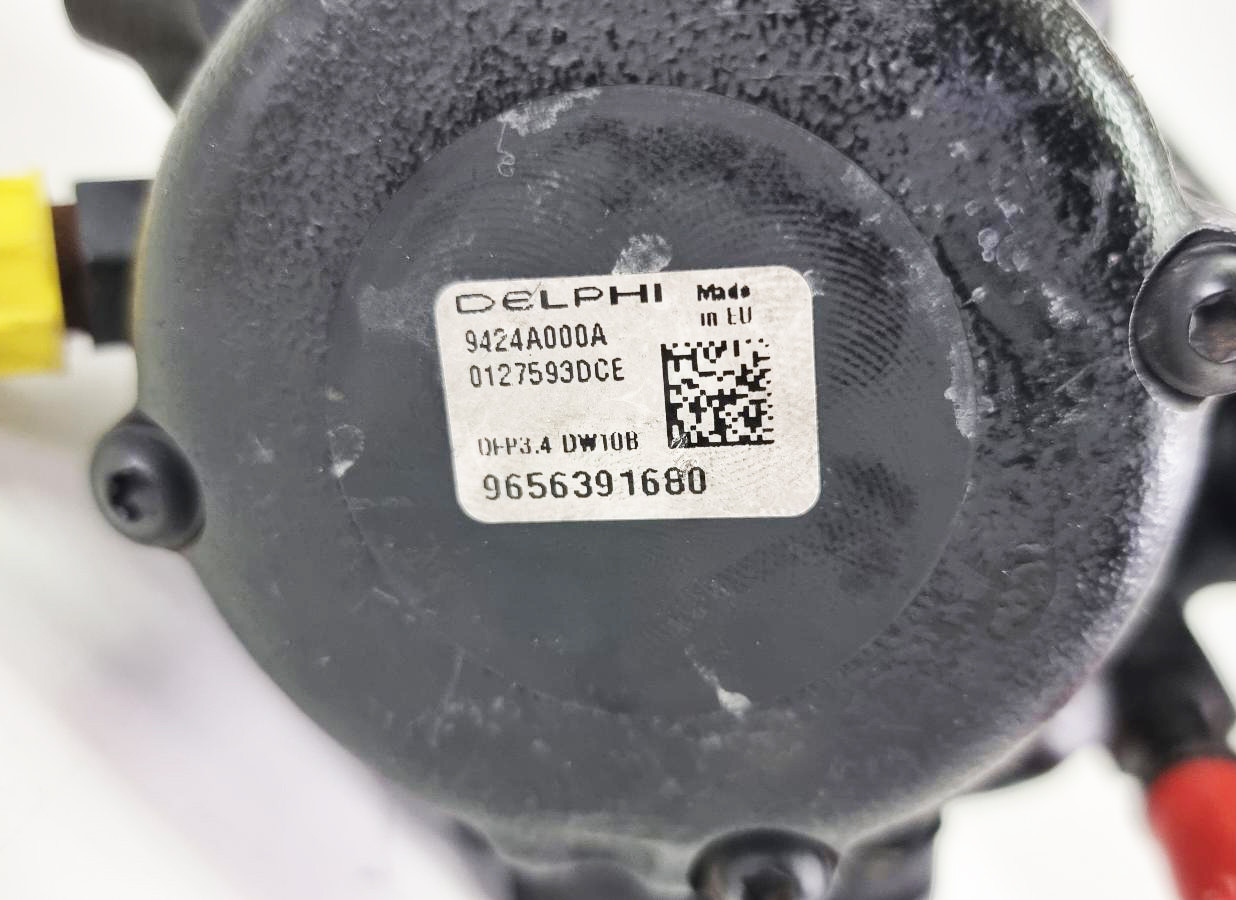 DELPHI
Made
in EU
9424A000A
0127593DCE
DFP3.4 DW10B
9656391680